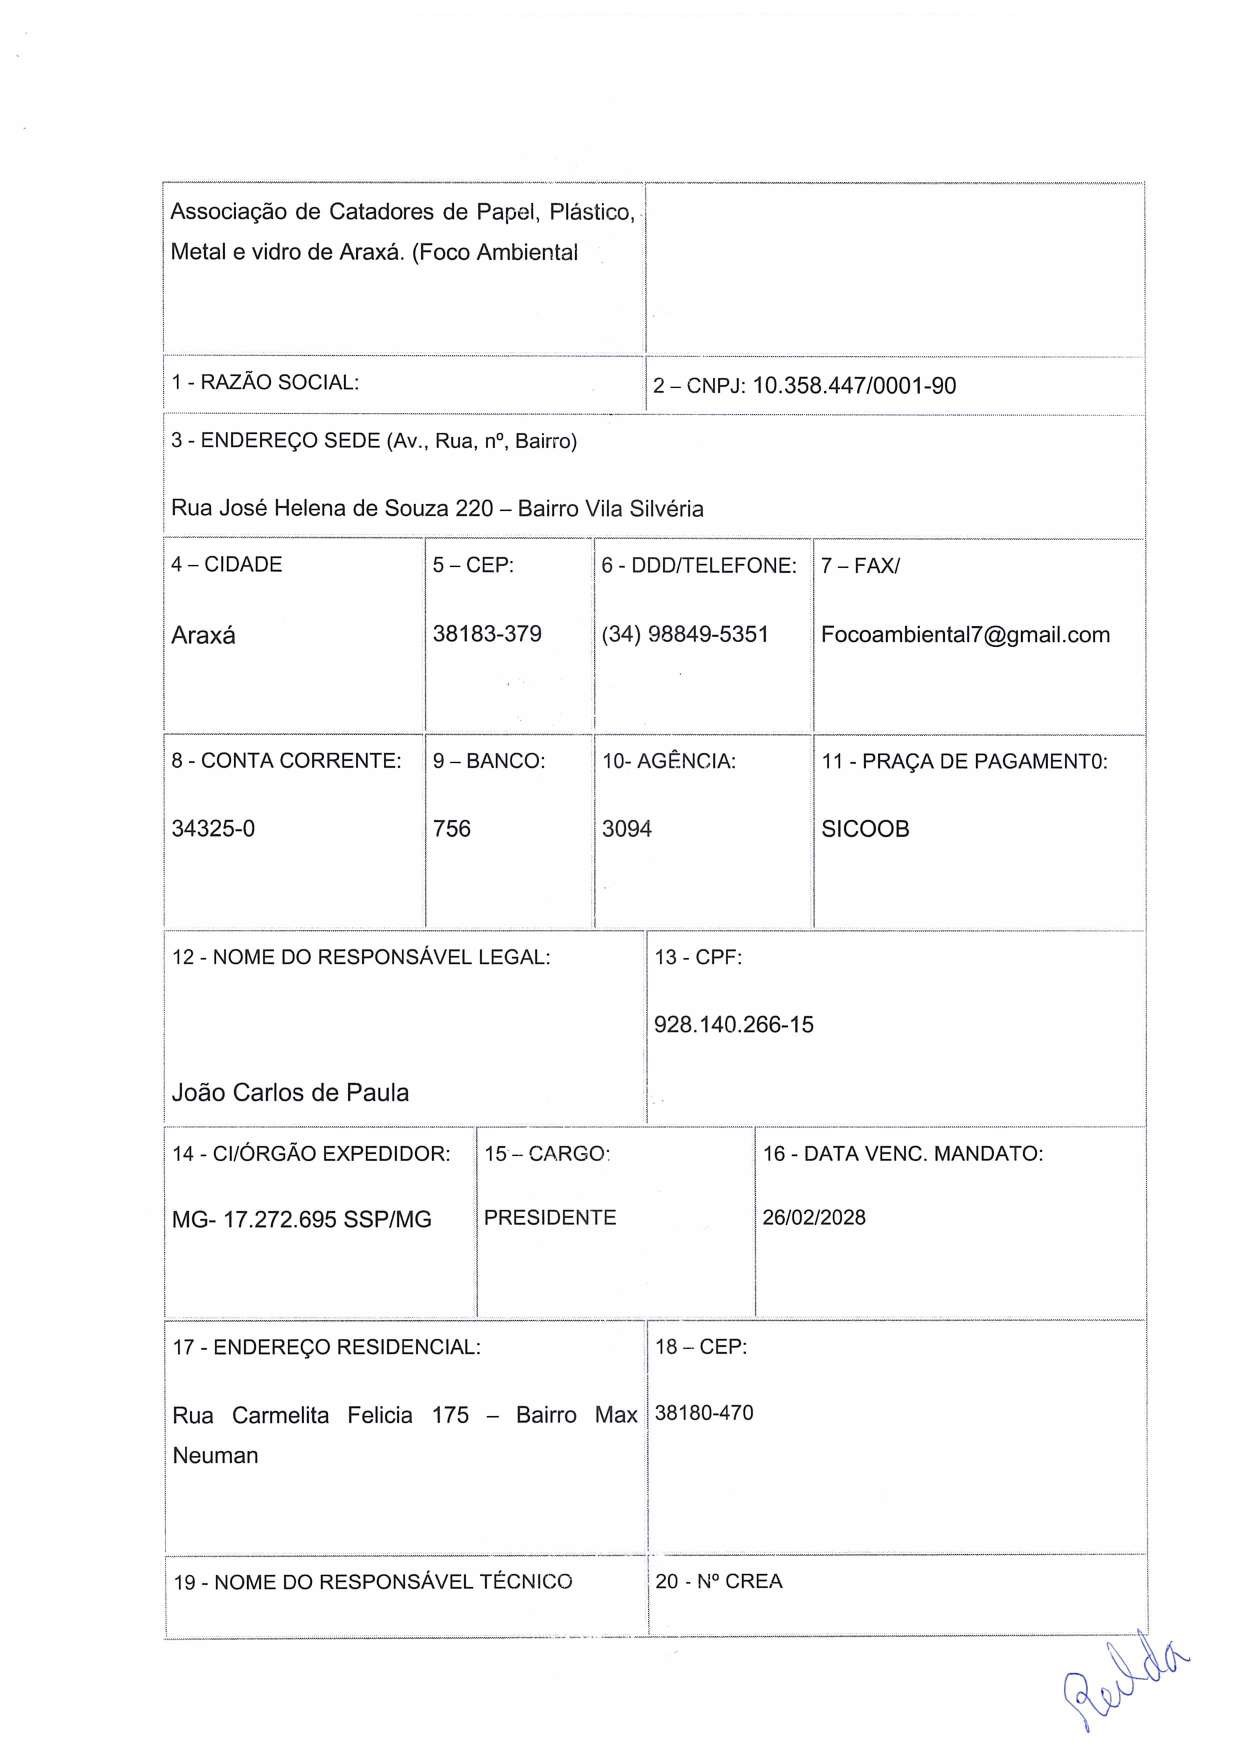 Associação de Catadores de Papel, Plástico,
Metal e vidro de Araxá. (Foco Ambiental
1 - RAZÃO SOCIAL:
2 – CNPJ: 10.358.447/0001-90
3 - ENDEREÇO SEDE (Av., Rua, nº, Bairro)
Rua José Helena de Souza 220 – Bairro Vila Silvéria
4 – CIDADE
Araxá
5 – CEP:
38183-379
6 - DDD/TELEFONE:
(34) 98849-5351
7 – FAX/
Focoambiental7@gmail.com
8 - CONTA CORRENTE:
34325-0
9 – BANCO:
756
10- AGÊNCIA:
3094
11 - PRAÇA DE PAGAMENT0:
SICOOB
12 - NOME DO RESPONSÁVEL LEGAL:
João Carlos de Paula
13 - CPF:
928.140.266-15
14 - CI/ÓRGÃO EXPEDIDOR:
MG- 17.272.695 SSP/MG
15 – CARGO:
PRESIDENTE
16 - DATA VENC. MANDATO:
26/02/2028
17 - ENDEREÇO RESIDENCIAL:
Rua Carmelita Felicia 175 – Bairro Max
Neuman
18 – CEP:
38180-470
19 - NOME DO RESPONSÁVEL TÉCNICO
20 - Nº CREA